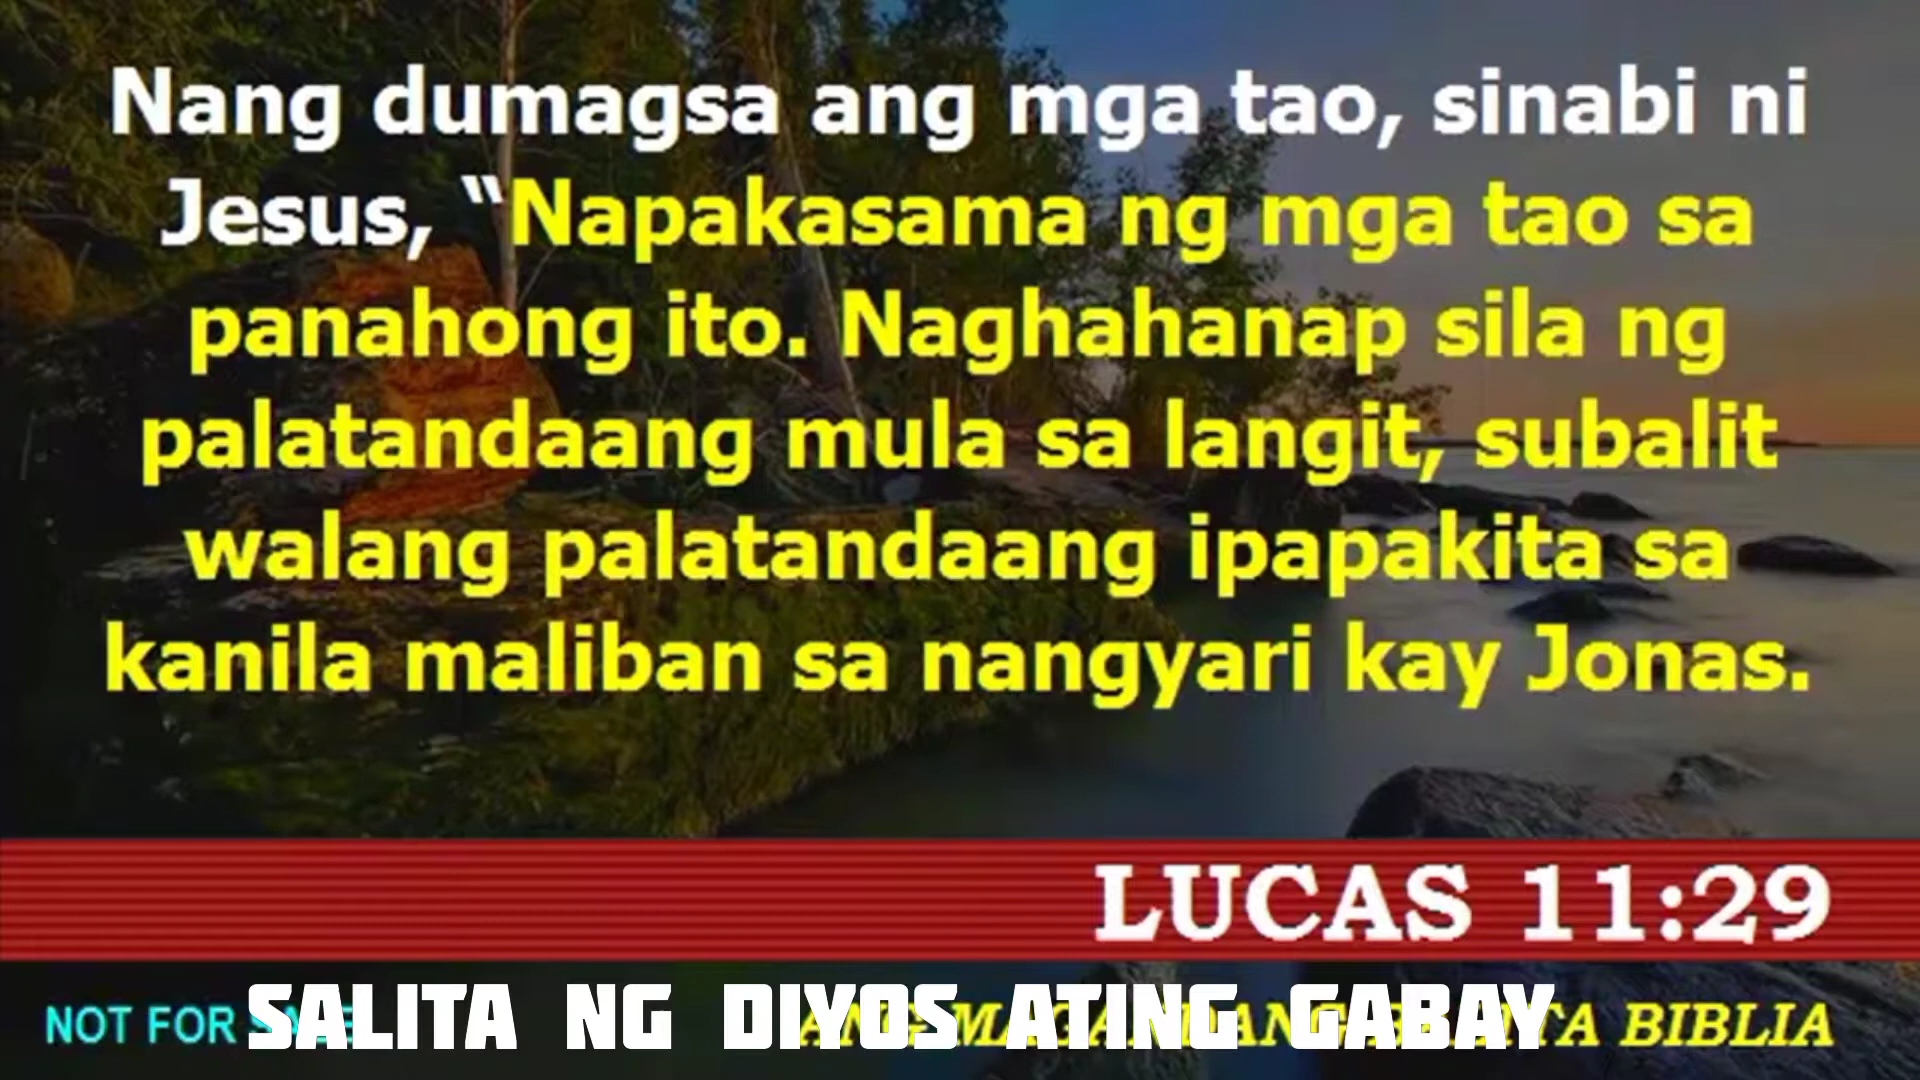 Nang dumagsa ang mga tao, sinabi ni
Jesus, “Napakasama ng mga tao sa
panahong ito. Naghahanap sila ng
palatandaang mula sa langit, subalit
walang palatandaang ipapakita sa
kanila maliban sa nangyari kay Jonas.
LUCAS 11:29
NOT FOR
SALITA NG DIYOS ATING GABAY
BIBLIA